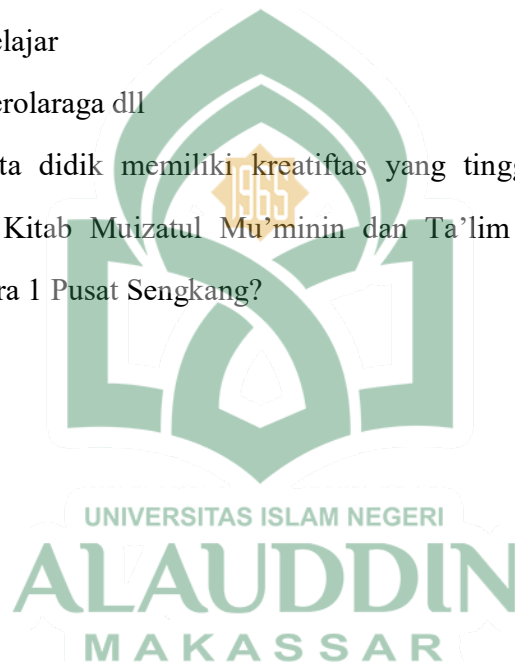 elajar
erolaraga dll
ta didik memiliki kreatiftas yang tingg
Kitab Muizatul Mu’minin dan Ta’lim
ra 1 Pusat Sengkang?
1965
UNIVERSITAS ISLAM NEGERI
ALAUDDIN
MAKASSAR